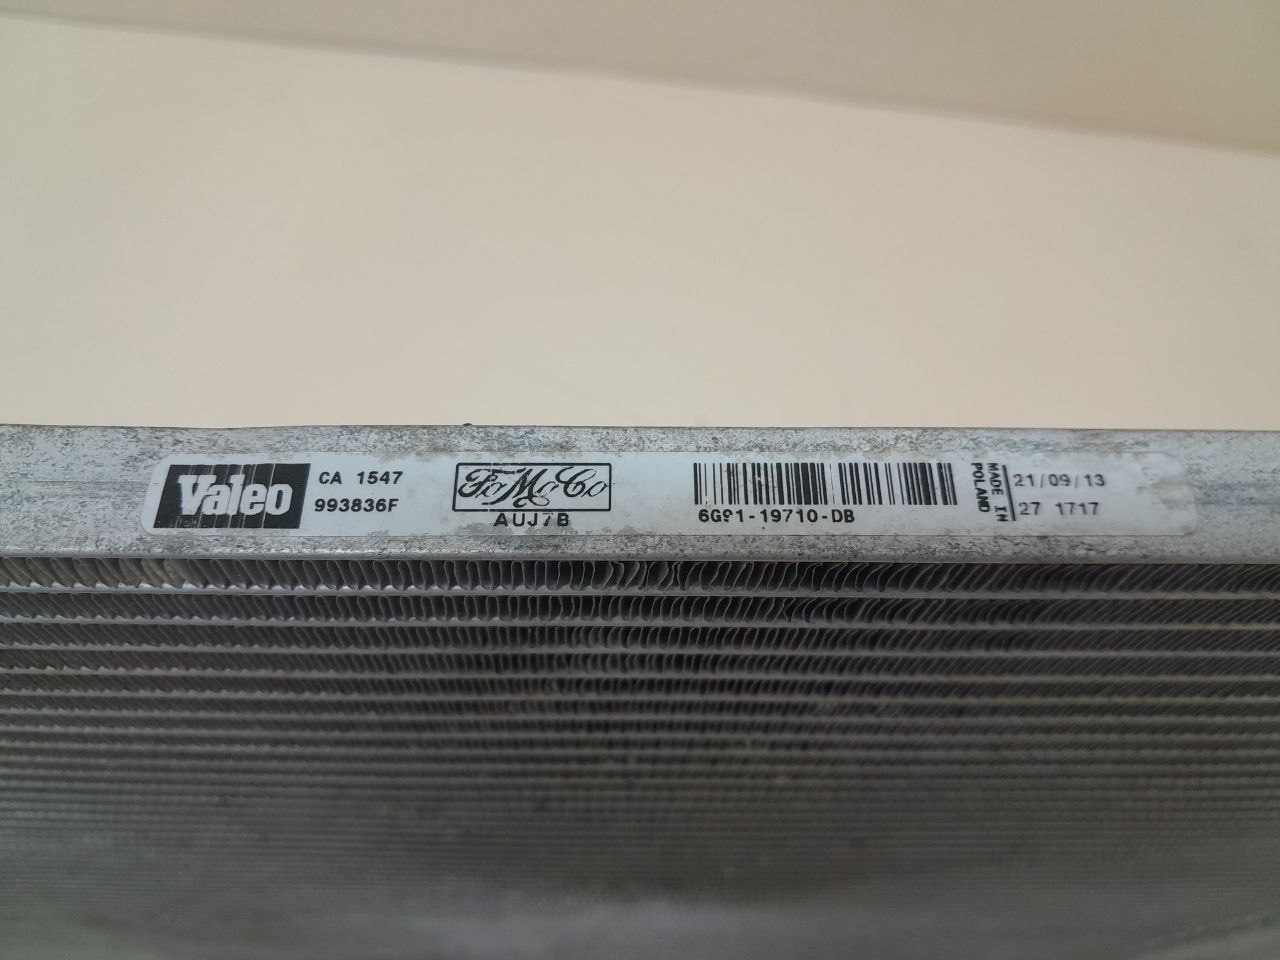 Valeo
CA 1547
993836F
FoMoCo
AUJ7B
6G91-19710-DB
MADE IN
POLAND
21/09/13
27 1717